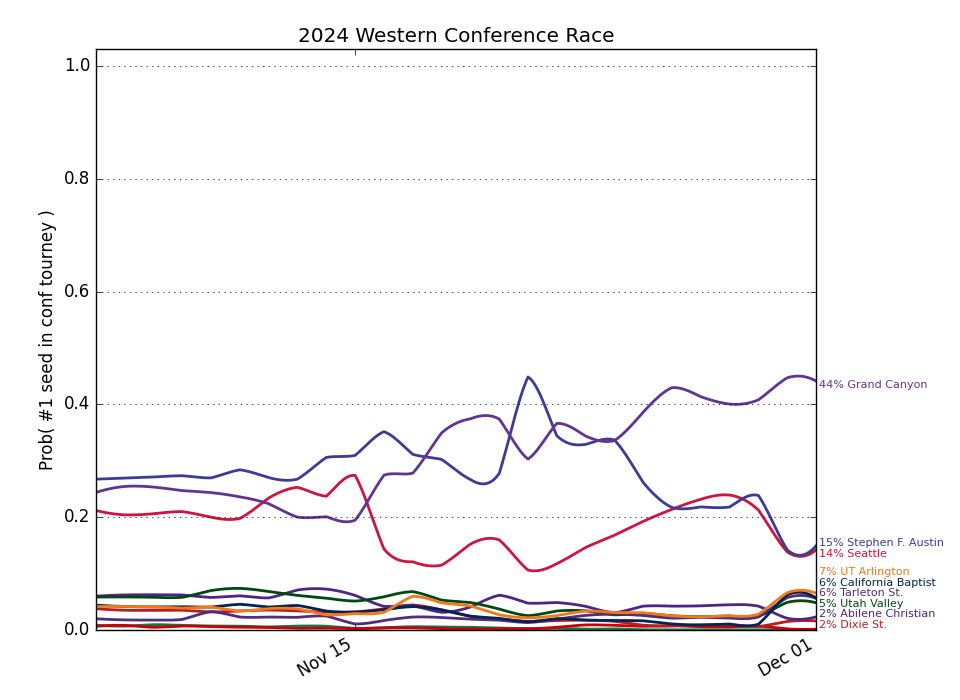 2024 Western Conference Race
Prob( #1 seed in conf tourney )
1.0
0.8
0.6
0.4
0.2
0.0
Nov 15
Dec 01
44% Grand Canyon
15% Stephen F. Austin
14% Seattle
7% UT Arlington
6% California Baptist
6% Tarleton St.
5% Utah Valley
2% Abilene Christian
2% Dixie St.